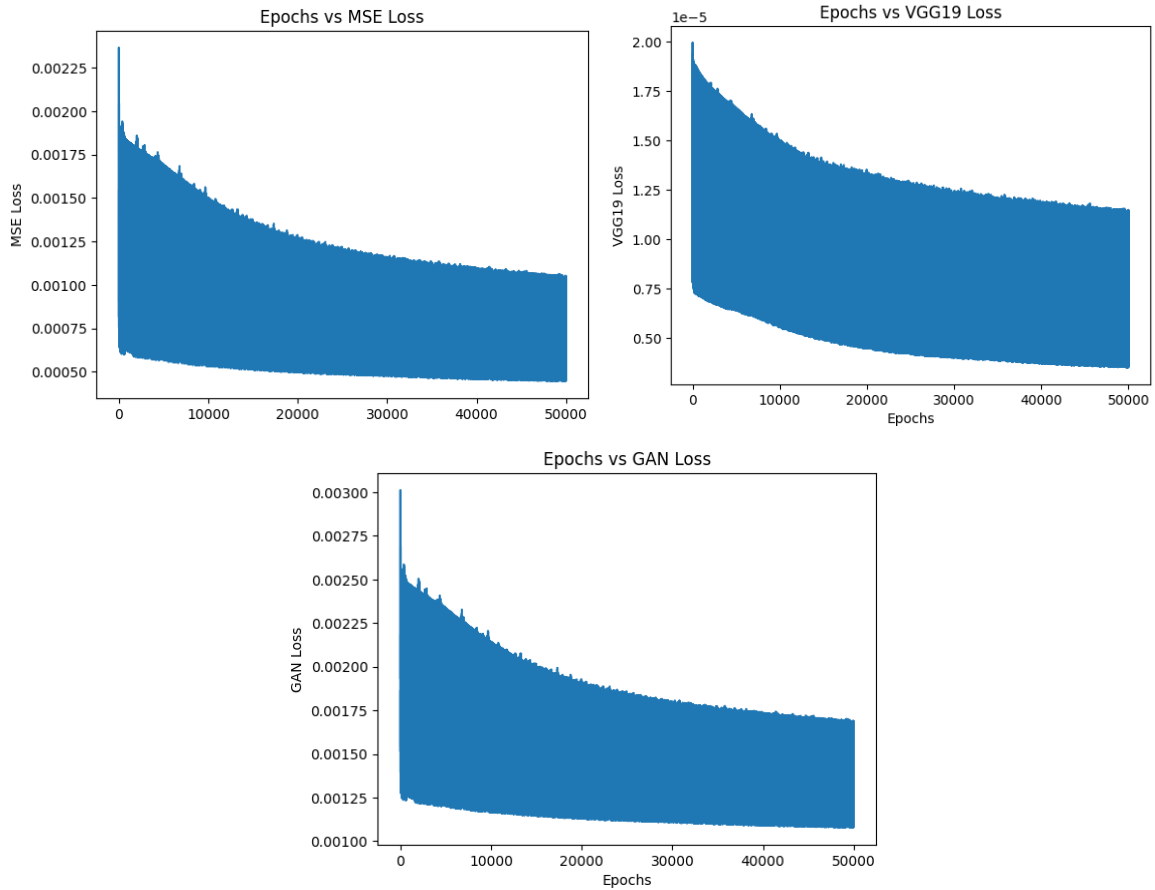 Epochs vs MSE Loss
0.00225
0.00200
0.00175
0.00150
0.00125
0.00100
0.00075
0.00050
MSE Loss
0 10000 20000 30000 40000 50000
Epochs vs VGG19 Loss
1e−5
2.00
1.75
1.50
1.25
1.00
0.75
0.50
VGG19 Loss
0 10000 20000 30000 40000 50000
Epochs
Epochs vs GAN Loss
0.00300
0.00275
0.00250
0.00225
0.00200
0.00175
0.00150
0.00125
0.00100
GAN Loss
0 10000 20000 30000 40000 50000
Epochs